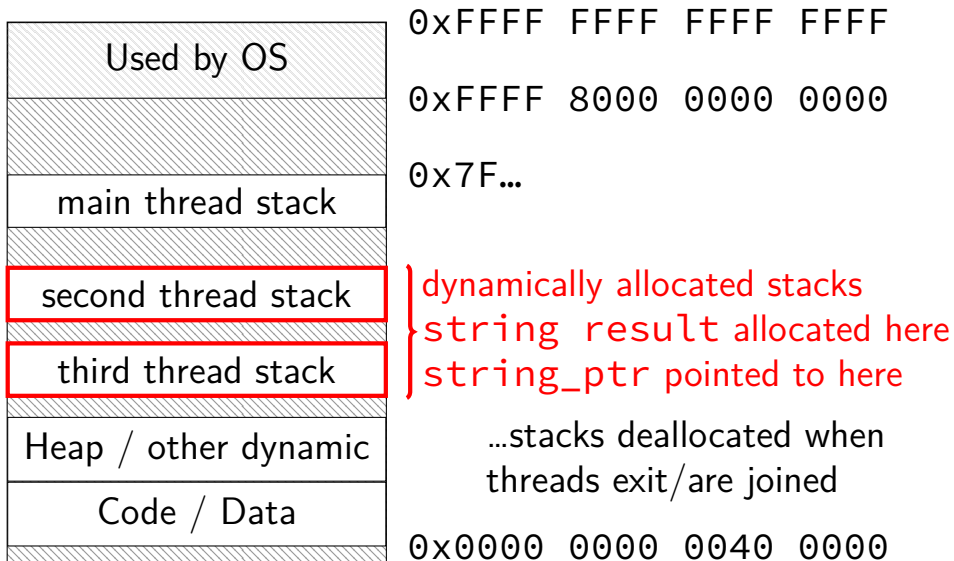 0xFFFF FFFF FFFF FFFF
Used by OS
0xFFFF 8000 0000 0000
0x7F…
main thread stack
second thread stack
third thread stack
dynamically allocated stacks
string result allocated here
string_ptr pointed to here
Heap / other dynamic
…stacks deallocated when
threads exit/are joined
Code / Data
0x0000 0000 0040 0000